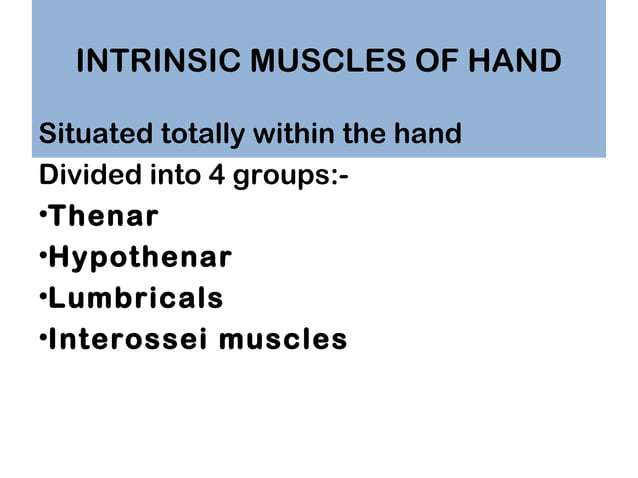 INTRINSIC MUSCLES OF HAND
Situated totally within the hand
Divided into 4 groups:-
•Thenar
•Hypothenar
•Lumbricals
•Interossei muscles